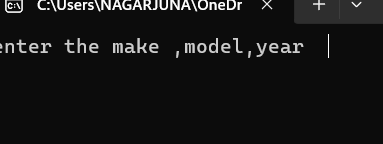 C:\Users\NAGARJUNA\OneDr
enter the make ,model,year